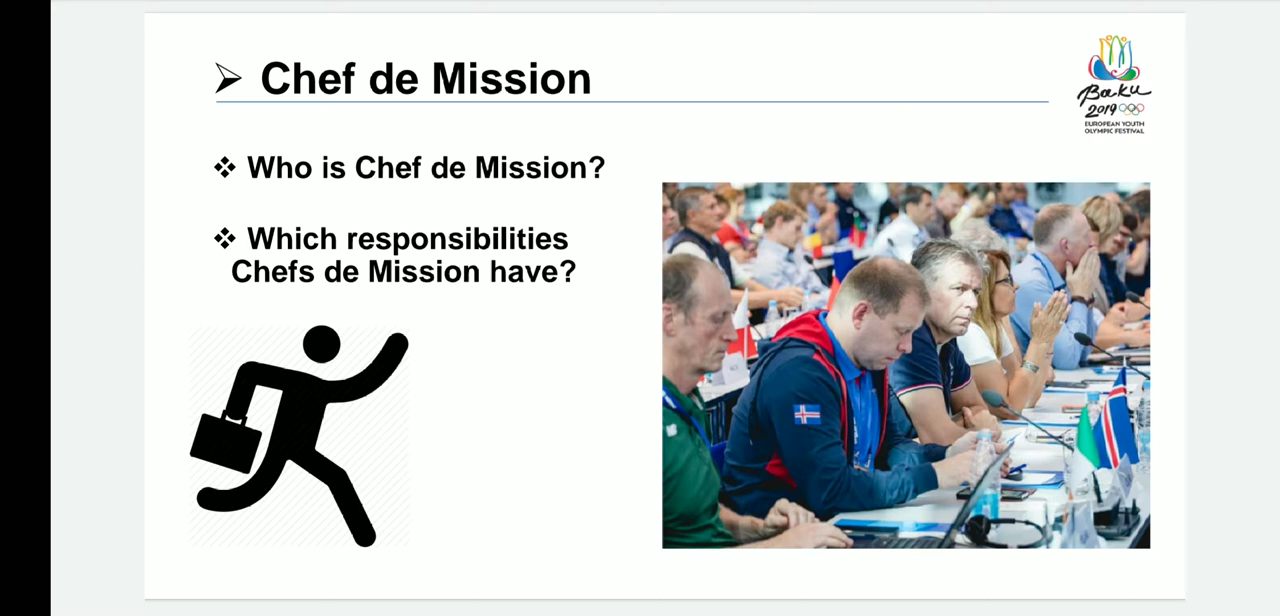 Chef de Mission
Baku
2019
EUROPEAN YOUTH
OLYMPIC FESTIVAL
Who is Chef de Mission?
Which responsibilities
Chefs de Mission have?